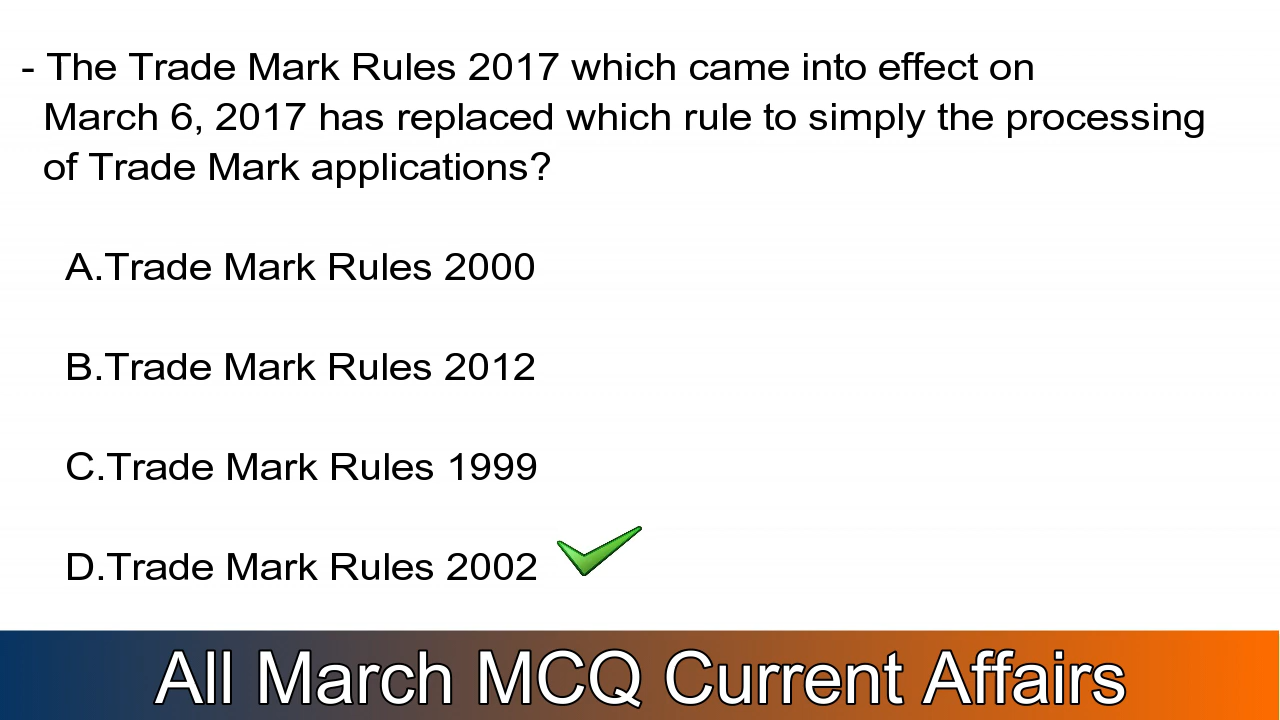 - The Trade Mark Rules 2017 which came into effect on
March 6, 2017 has replaced which rule to simply the processing
of Trade Mark applications?
A.Trade Mark Rules 2000
B.Trade Mark Rules 2012
C.Trade Mark Rules 1999
D.Trade Mark Rules 2002
All March MCQ Current Affairs